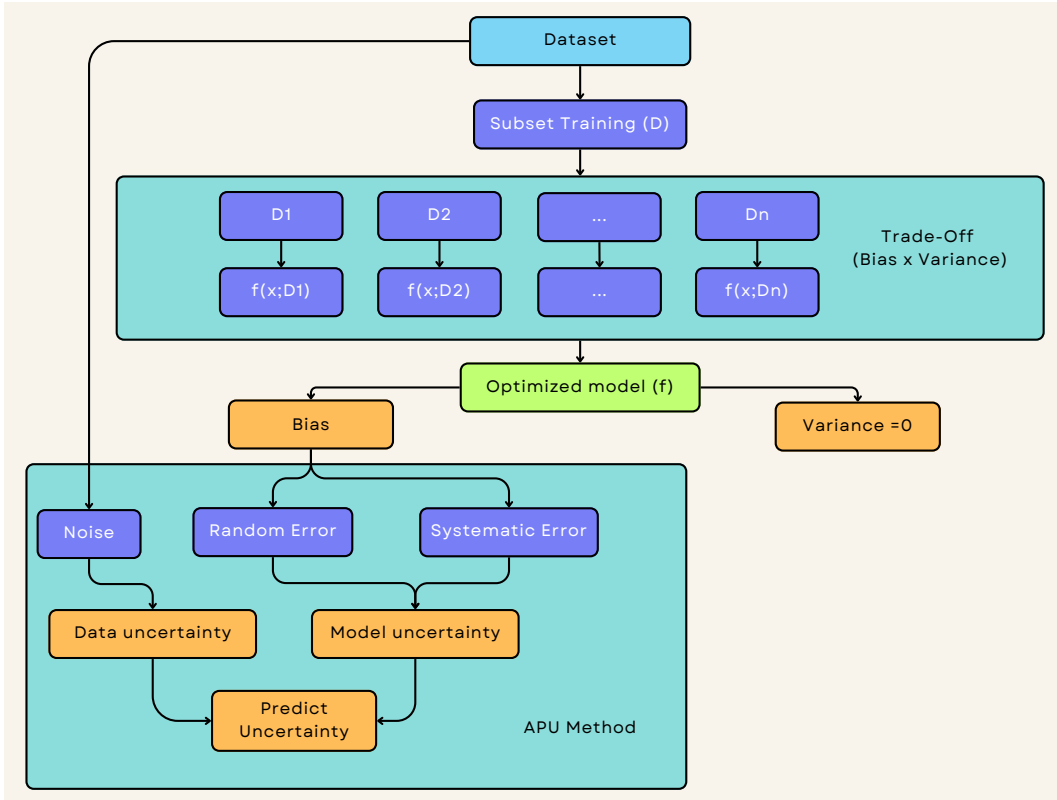 Dataset
Subset Training (D)
D1
D2
...
Dn
Trade-Off
(Bias x Variance)
f(x;D1)
f(x;D2)
...
f(x;Dn)
Optimized model (f)
Bias
Variance =0
Noise
Random Error
Systematic Error
Data uncertainty
Model uncertainty
Predict
Uncertainty
APU Method